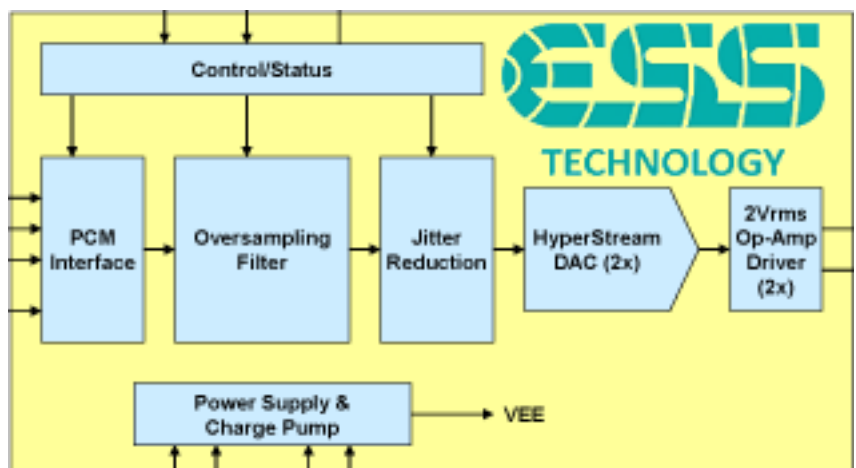 Control/Status
ESS
TECHNOLOGY
PCM
Interface
Oversampling
Filter
Jitter
Reduction
HyperStream
DAC (2x)
2Vrms
Op-Amp
Driver
(2x)
Power Supply &
Charge Pump
VEE